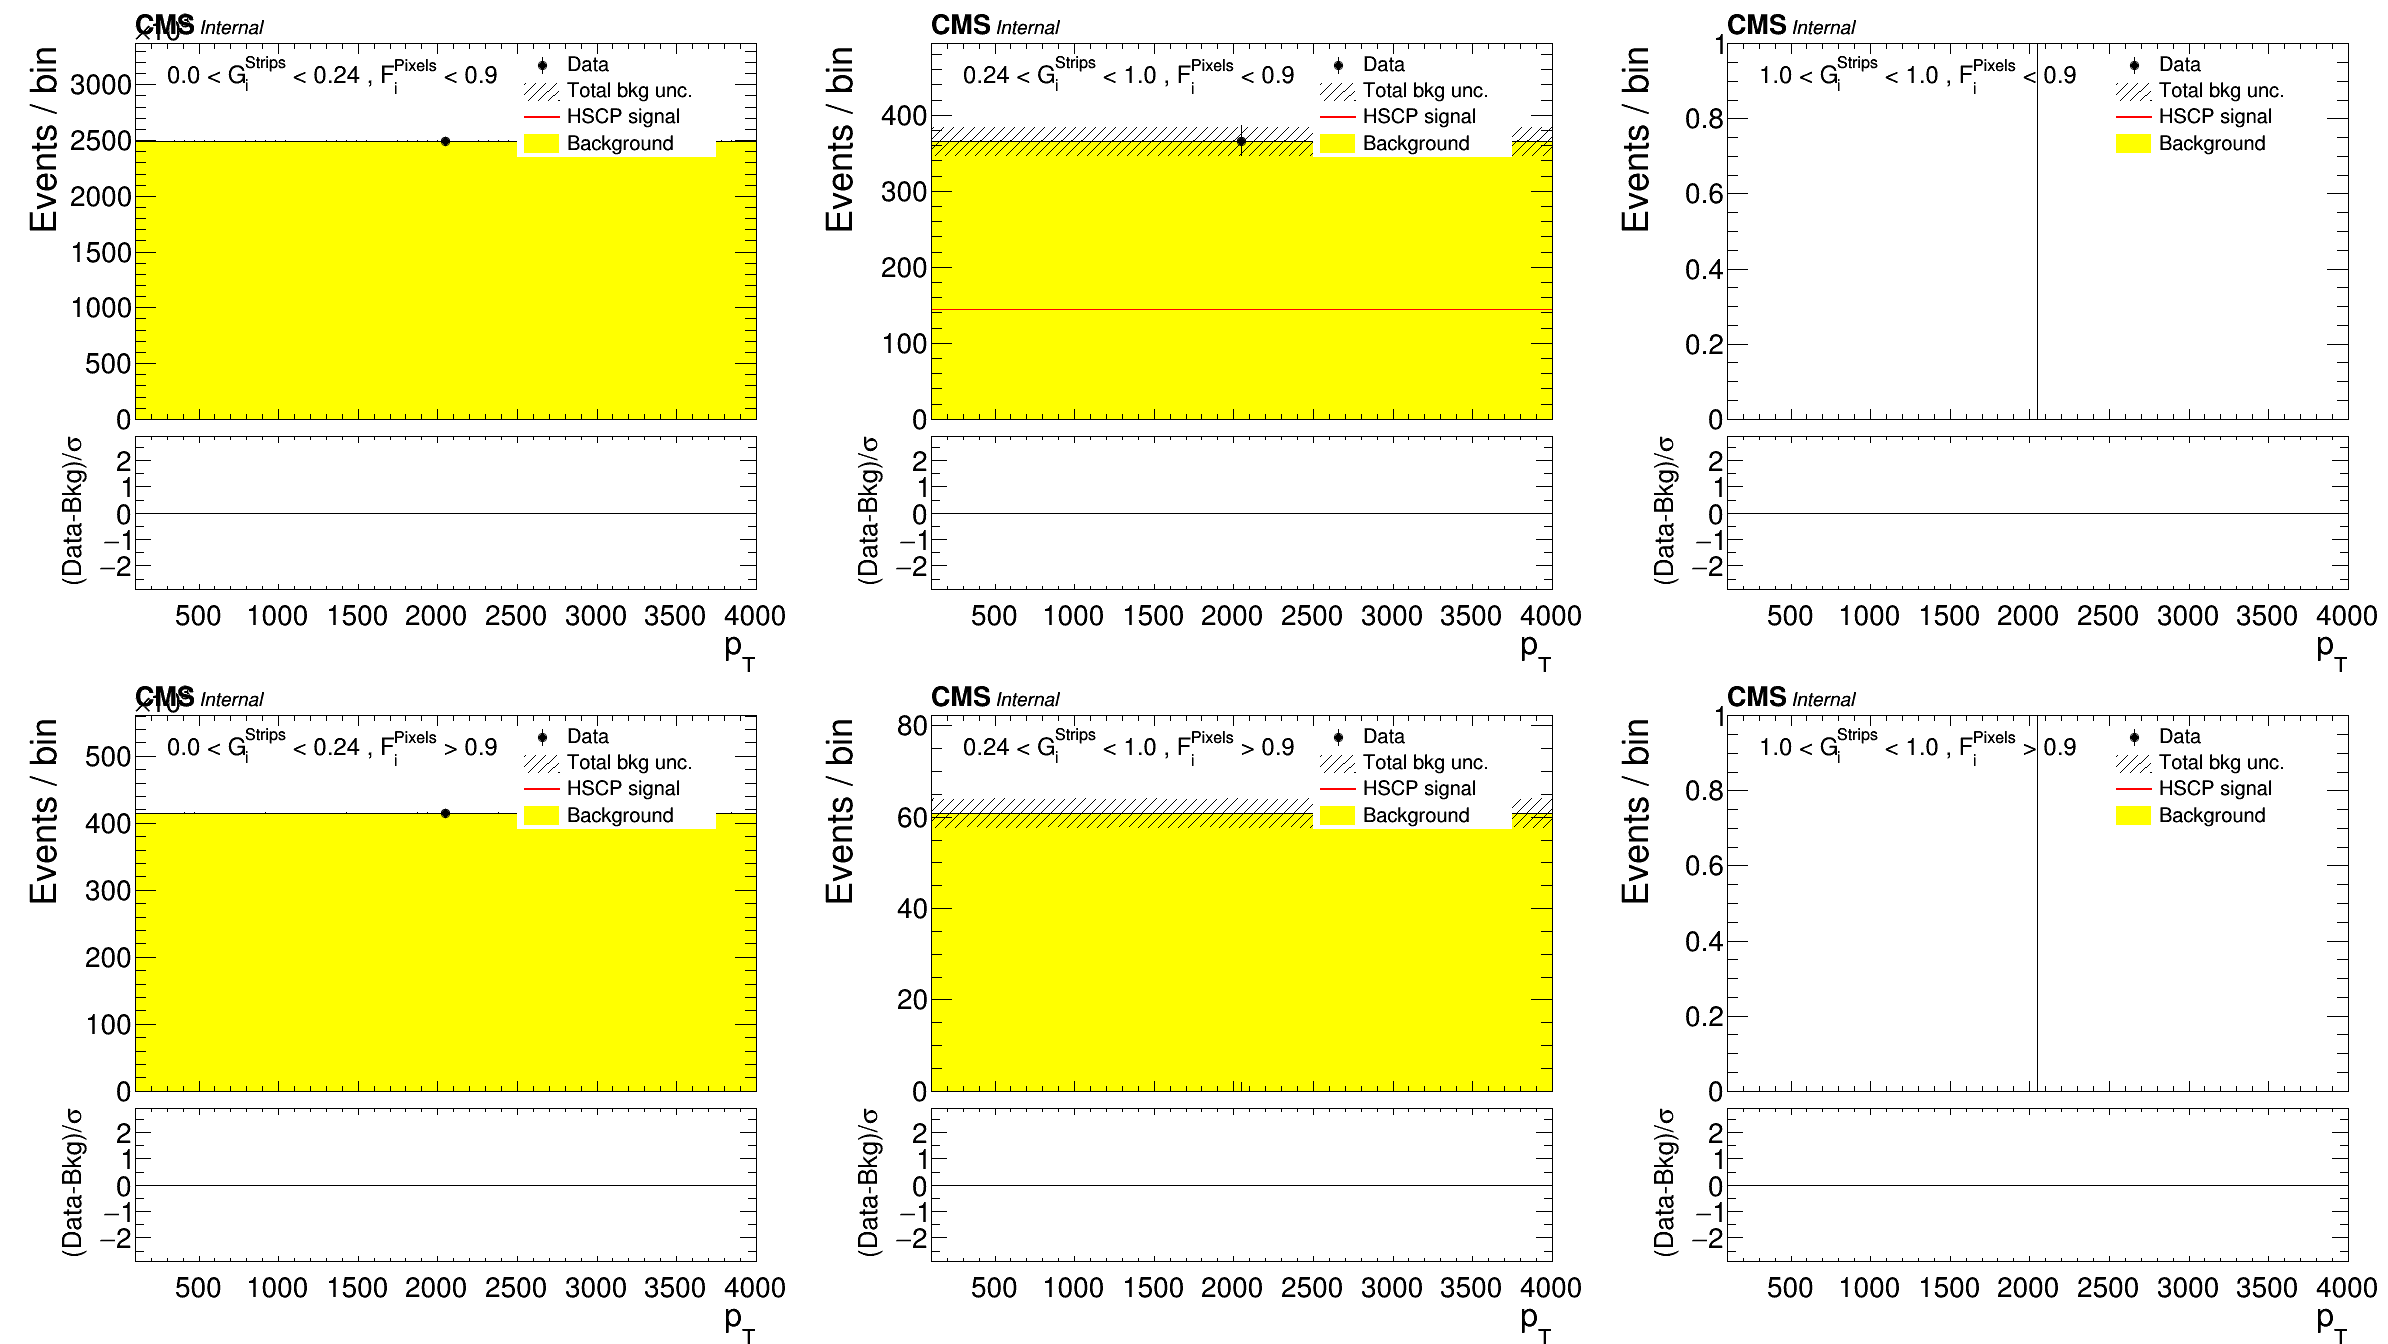 CMS Internal
×10³
Events / bin
0.0 < G_i^Strips < 0.24 , F_i^Pixels < 0.9
Data
Total bkg unc.
HSCP signal
Background
3000
2500
2000
1500
1000
500
0
(Data-Bkg)/σ
2
1
0
−1
−2
500 1000 1500 2000 2500 3000 3500 4000
p_T
CMS Internal
Events / bin
0.24 < G_i^Strips < 1.0 , F_i^Pixels < 0.9
Data
Total bkg unc.
HSCP signal
Background
400
300
200
100
0
(Data-Bkg)/σ
2
1
0
−1
−2
500 1000 1500 2000 2500 3000 3500 4000
p_T
CMS Internal
Events / bin
1.0 < G_i^Strips < 1.0 , F_i^Pixels < 0.9
Data
Total bkg unc.
HSCP signal
Background
1
0.8
0.6
0.4
0.2
0
(Data-Bkg)/σ
2
1
0
−1
−2
500 1000 1500 2000 2500 3000 3500 4000
p_T
CMS Internal
×10³
Events / bin
0.0 < G_i^Strips < 0.24 , F_i^Pixels > 0.9
Data
Total bkg unc.
HSCP signal
Background
500
400
300
200
100
0
(Data-Bkg)/σ
2
1
0
−1
−2
500 1000 1500 2000 2500 3000 3500 4000
p_T
CMS Internal
Events / bin
0.24 < G_i^Strips < 1.0 , F_i^Pixels > 0.9
Data
Total bkg unc.
HSCP signal
Background
80
60
40
20
0
(Data-Bkg)/σ
2
1
0
−1
−2
500 1000 1500 2000 2500 3000 3500 4000
p_T
CMS Internal
Events / bin
1.0 < G_i^Strips < 1.0 , F_i^Pixels > 0.9
Data
Total bkg unc.
HSCP signal
Background
1
0.8
0.6
0.4
0.2
0
(Data-Bkg)/σ
2
1
0
−1
−2
500 1000 1500 2000 2500 3000 3500 4000
p_T